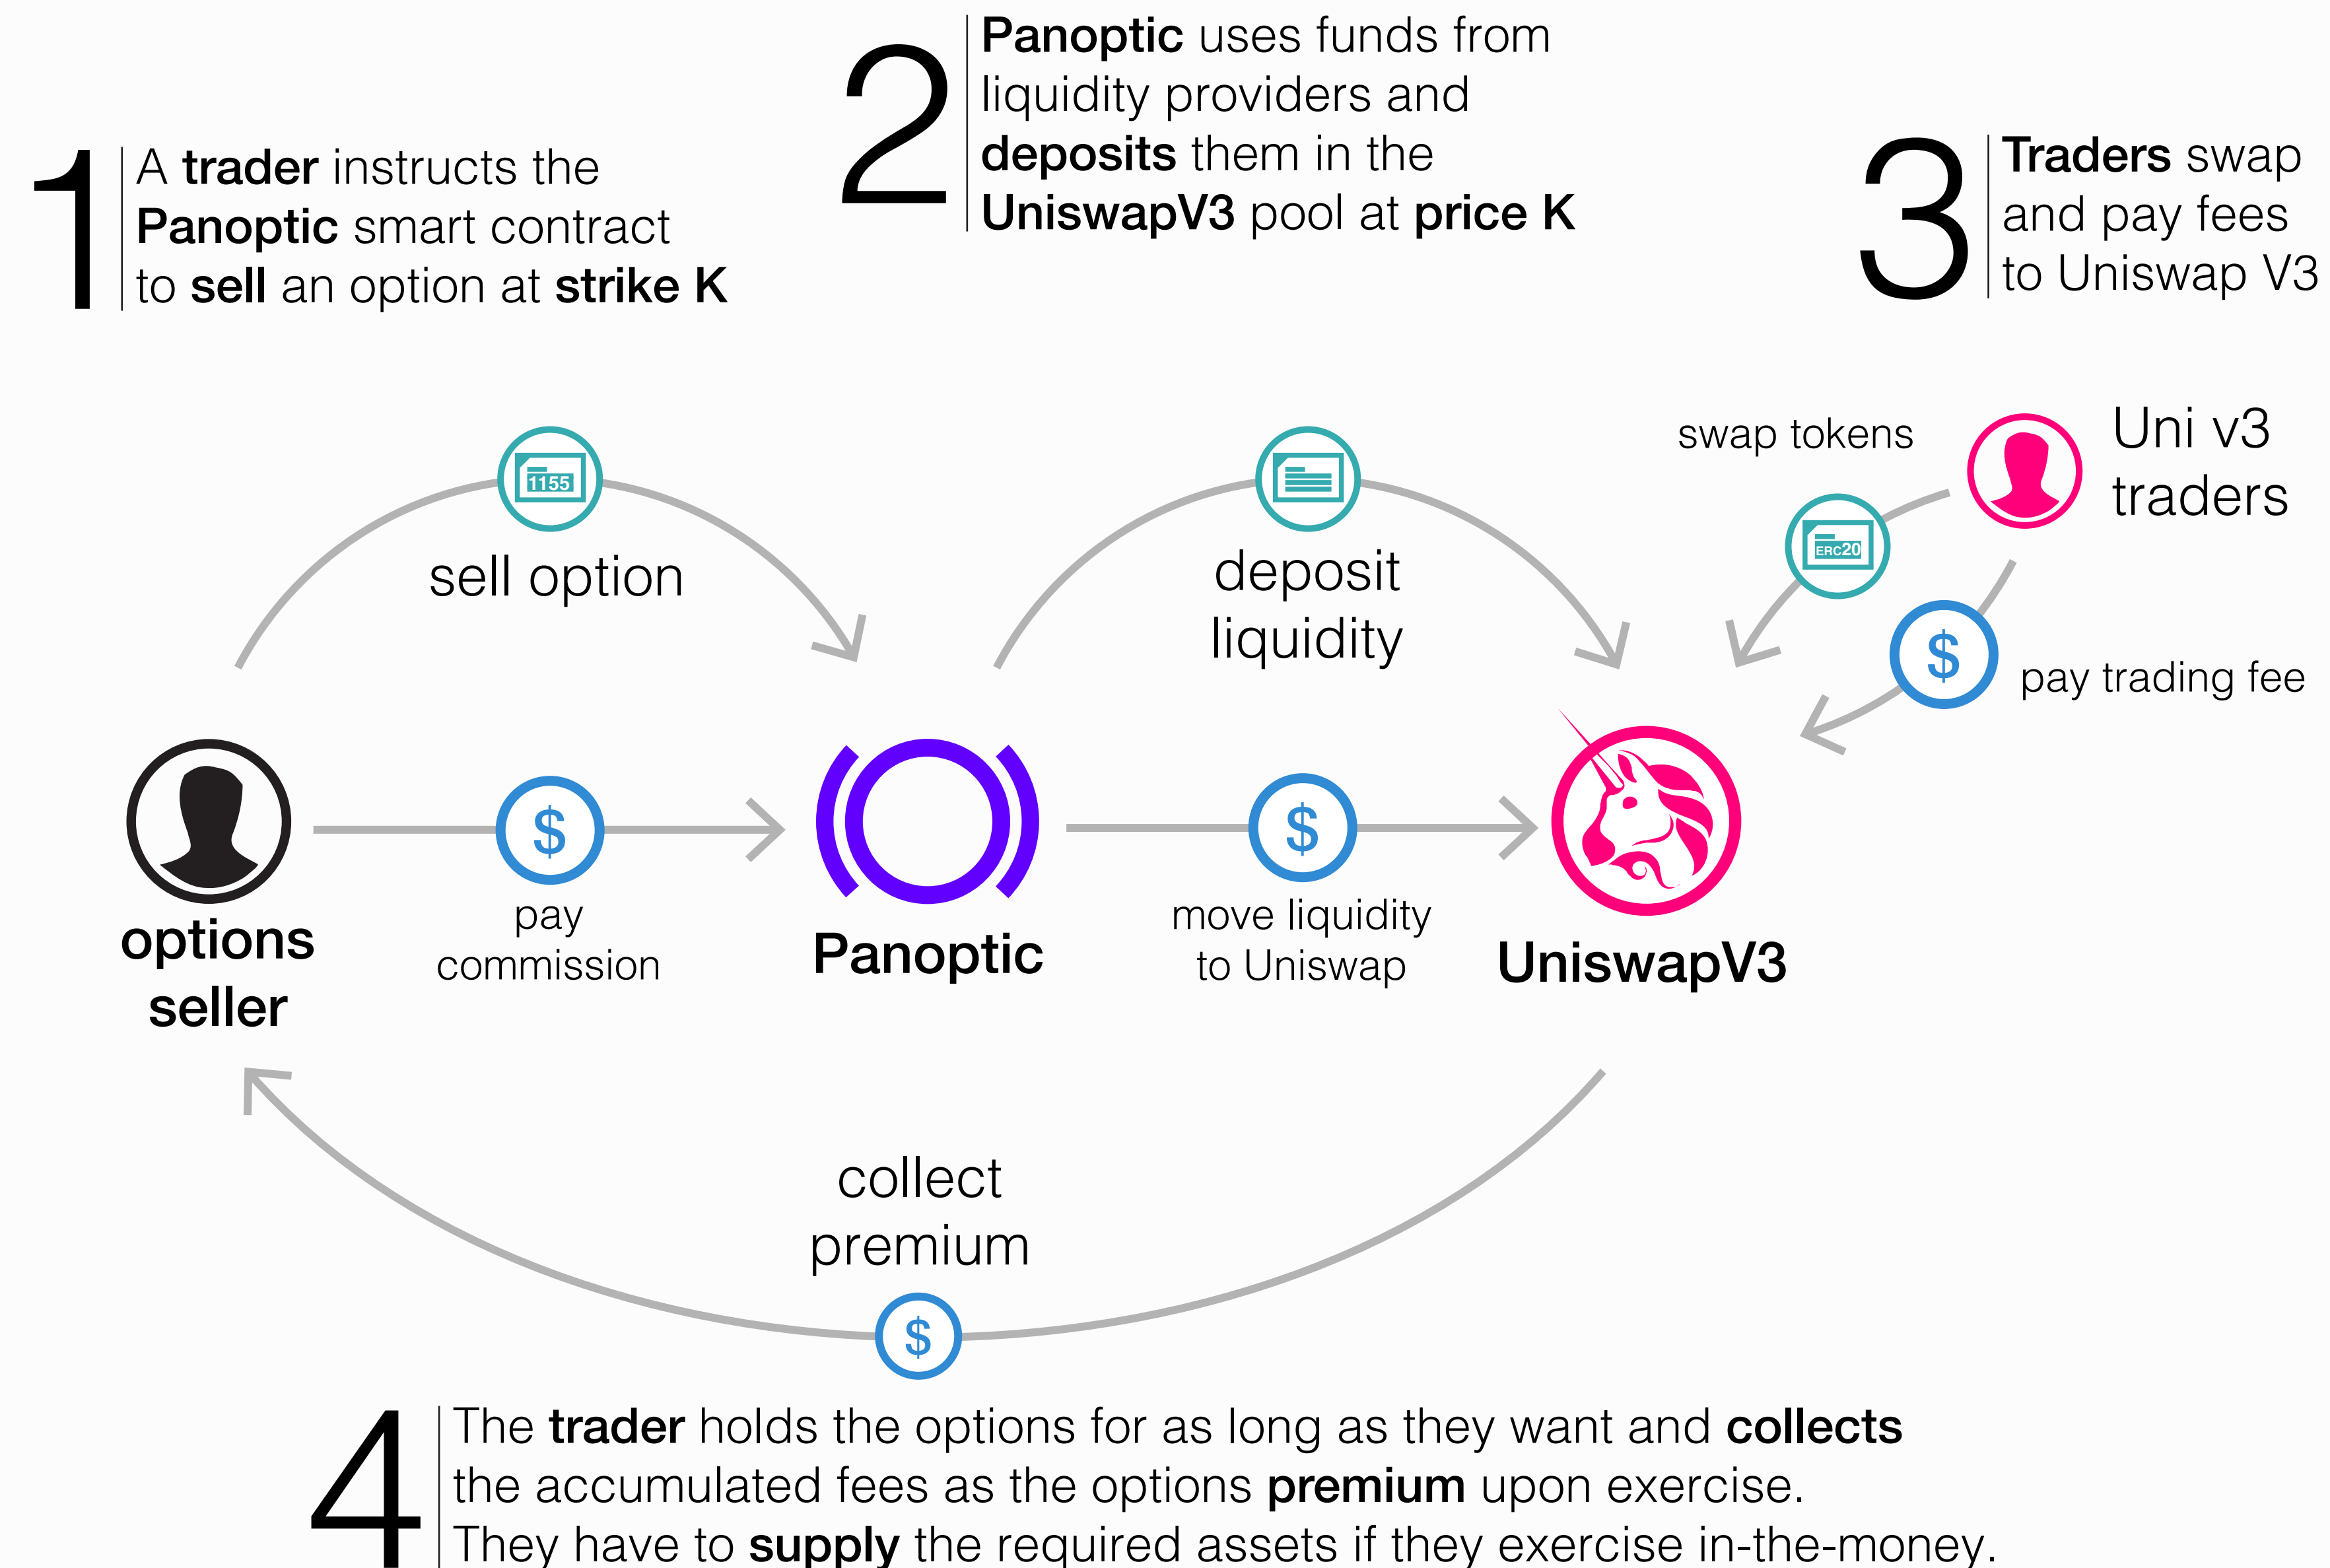 1
A trader instructs the
Panoptic smart contract
to sell an option at strike K
2
Panoptic uses funds from
liquidity providers and
deposits them in the
UniswapV3 pool at price K
3
Traders swap
and pay fees
to Uniswap V3
1155
sell option
deposit
liquidity
swap tokens
Uni v3
traders
ERC20
$
pay trading fee
options
seller
$
pay
commission
Panoptic
$
move liquidity
to Uniswap
UniswapV3
collect
premium
$
4
The trader holds the options for as long as they want and collects
the accumulated fees as the options premium upon exercise.
They have to supply the required assets if they exercise in-the-money.